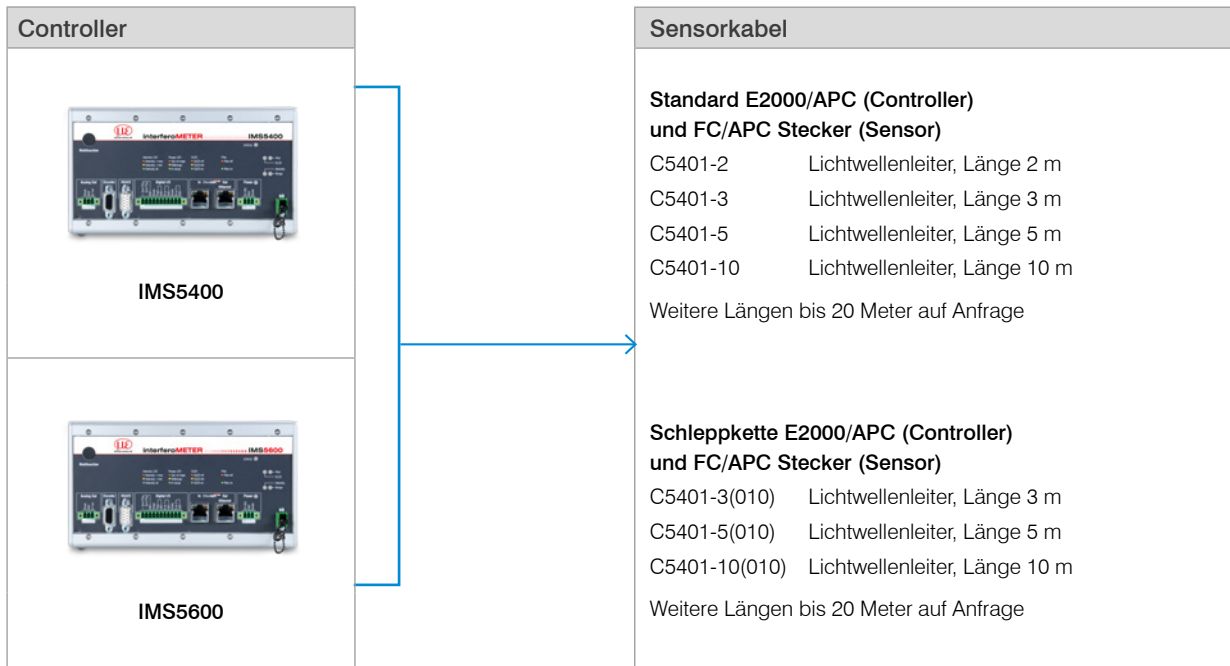 Controller
interferoMETER IMS5400
IMS5400
interferoMETER IMS5600
IMS5600
Sensorkabel
Standard E2000/APC (Controller)
und FC/APC Stecker (Sensor)
C5401-2 Lichtwellenleiter, Länge 2 m
C5401-3 Lichtwellenleiter, Länge 3 m
C5401-5 Lichtwellenleiter, Länge 5 m
C5401-10 Lichtwellenleiter, Länge 10 m
Weitere Längen bis 20 Meter auf Anfrage
Schleppkette E2000/APC (Controller)
und FC/APC Stecker (Sensor)
C5401-3(010) Lichtwellenleiter, Länge 3 m
C5401-5(010) Lichtwellenleiter, Länge 5 m
C5401-10(010) Lichtwellenleiter, Länge 10 m
Weitere Längen bis 20 Meter auf Anfrage